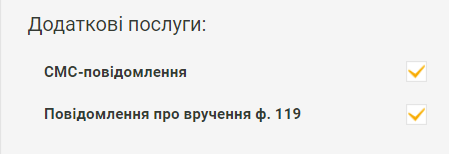 Додаткові послуги:
СМС-повідомлення
Повідомлення про вручення ф. 119